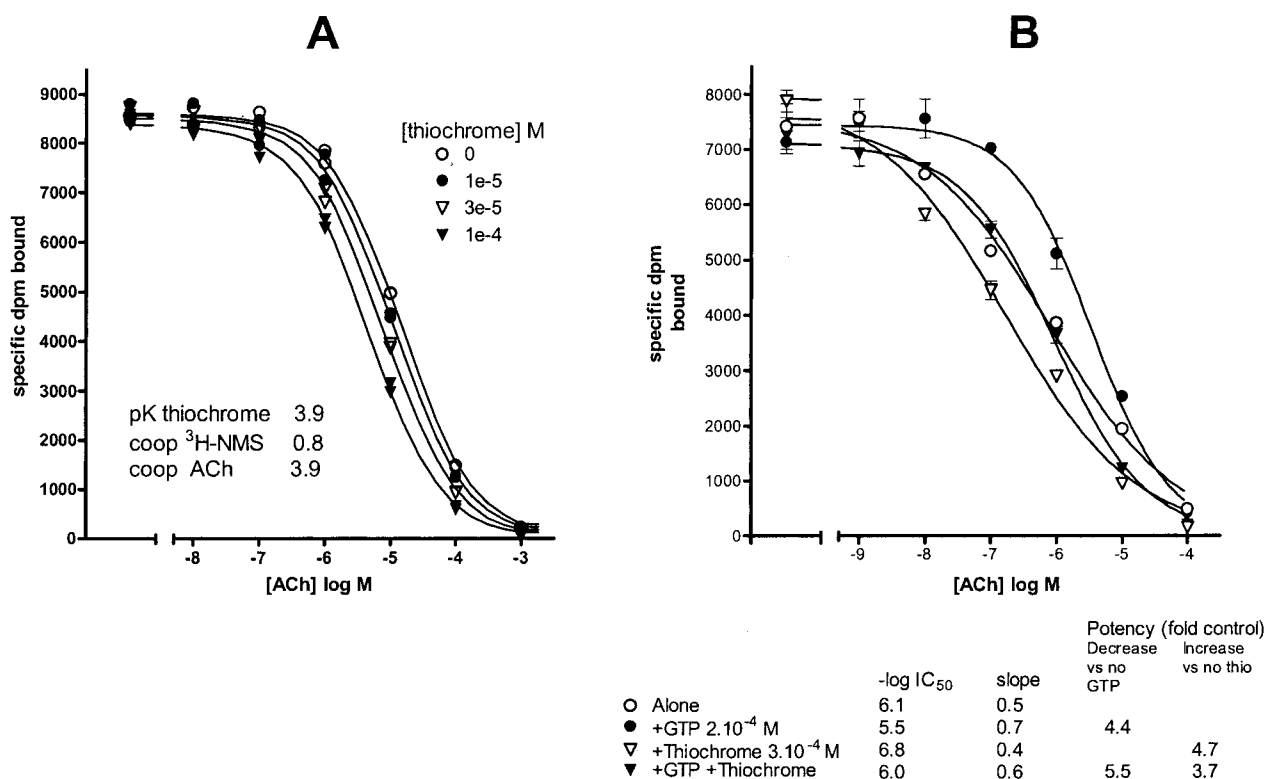 A
9000
8000
7000
6000
5000
4000
3000
2000
1000
0
specific dpm bound
[thiochrome] M
0
1e-5
3e-5
1e-4
pK thiochrome 3.9
coop ³H-NMS 0.8
coop ACh 3.9
-8 -7 -6 -5 -4 -3
[ACh] log M
B
8000
7000
6000
5000
4000
3000
2000
1000
0
specific dpm
bound
-9 -8 -7 -6 -5 -4
[ACh] log M
Potency (fold control)
Decrease Increase
vs no vs no thio
GTP
-log IC₅₀ slope
Alone 6.1 0.5
+GTP 2.10⁻⁴ M 5.5 0.7 4.4
+Thiochrome 3.10⁻⁴ M 6.8 0.4 4.7
+GTP +Thiochrome 6.0 0.6 5.5 3.7